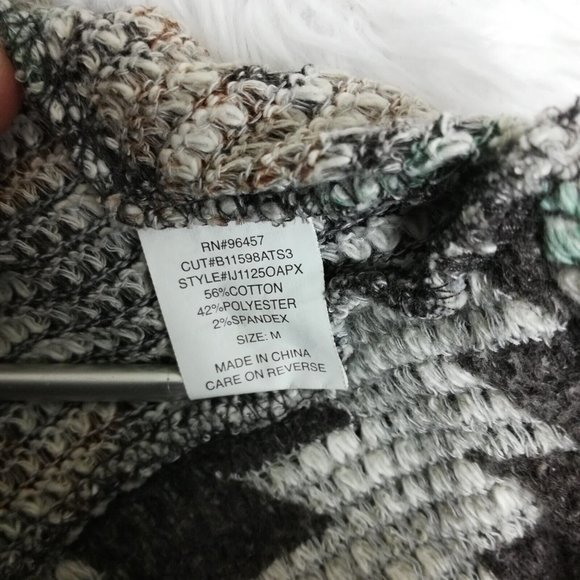 RN#96457
CUT#B11598ATS3
STYLE#IJ1125OAPX
56%COTTON
42%POLYESTER
2%SPANDEX
SIZE: M
MADE IN CHINA
CARE ON REVERSE